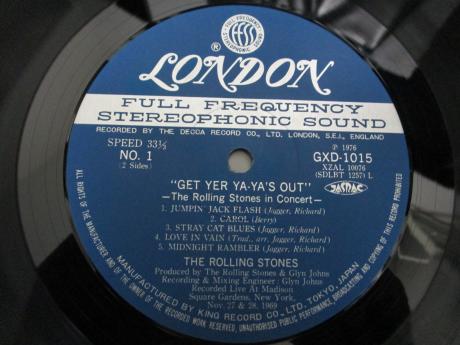 FULL FREQUENCY
STEREOPHONIC SOUND
ffss
®
LONDON
FULL FREQUENCY
STEREOPHONIC SOUND
RECORDED BY THE DECCA RECORD CO., LTD. LONDON, S.E.I., ENGLAND
SPEED 33⅓
NO. 1
(2 Sides)
℗ 1976
GXD-1015
XZAL 10076
(SDLBT 1257) L
JASRAC
"GET YER YA-YA'S OUT"
—The Rolling Stones in Concert—
1. JUMPIN' JACK FLASH (Jagger, Richard)
2. CAROL (Berry)
3. STRAY CAT BLUES (Jagger, Richard)
4. LOVE IN VAIN (Trad., arr. Jagger, Richard)
5. MIDNIGHT RAMBLER (Jagger, Richard)
THE ROLLING STONES
Produced by The Rolling Stones & Glyn Johns
Recording & Mixing Engineer: Glyn Johns
Recorded Live At Madison
Square Gardens, New York,
Nov. 27 & 28, 1969
MANUFACTURED BY KING RECORD CO., LTD., TOKYO, JAPAN
ALL RIGHTS OF THE MANUFACTURER AND OF THE OWNER OF THE RECORDED WORK RESERVED, UNAUTHORISED PUBLIC PERFORMANCE, BROADCASTING AND COPYING OF THIS RECORD PROHIBITED